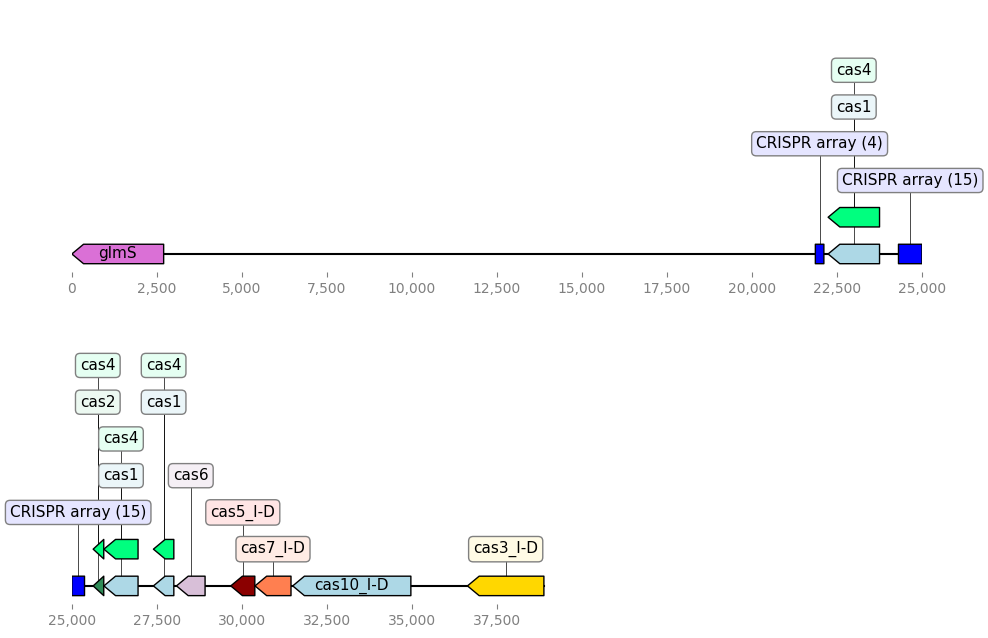 cas4
cas1
CRISPR array (4)
CRISPR array (15)
glmS
0 2,500 5,000 7,500 10,000 12,500 15,000 17,500 20,000 22,500 25,000
cas4 cas4
cas2 cas1
cas4
cas1 cas6
CRISPR array (15) cas5_I-D
cas7_I-D cas3_I-D
cas10_I-D
25,000 27,500 30,000 32,500 35,000 37,500